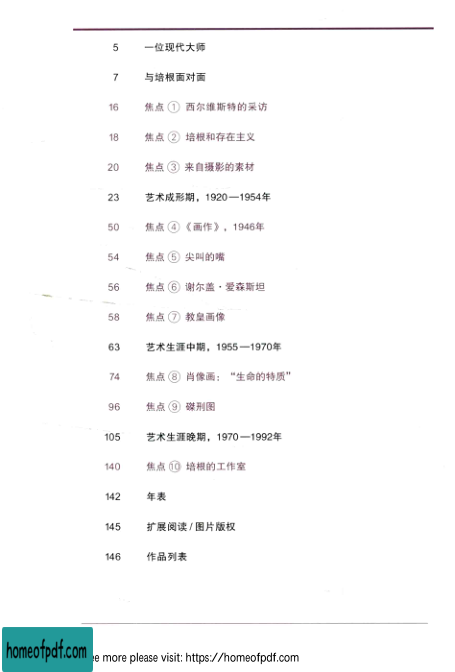 5 一位现代大师
7 与培根面对面
16 焦点 ① 西尔维斯特的采访
18 焦点 ② 培根和存在主义
20 焦点 ③ 来自摄影的素材
23 艺术成形期，1920—1954年
50 焦点 ④《画作》，1946年
54 焦点 ⑤ 尖叫的嘴
56 焦点 ⑥ 谢尔盖·爱森斯坦
58 焦点 ⑦ 教皇画像
63 艺术生涯中期，1955—1970年
74 焦点 ⑧ 肖像画：“生命的特质”
96 焦点 ⑨ 磔刑图
105 艺术生涯晚期，1970—1992年
140 焦点 ⑩ 培根的工作室
142 年表
145 扩展阅读 / 图片版权
146 作品列表
homeofpdf.com
ee more please visit: https://homeofpdf.com